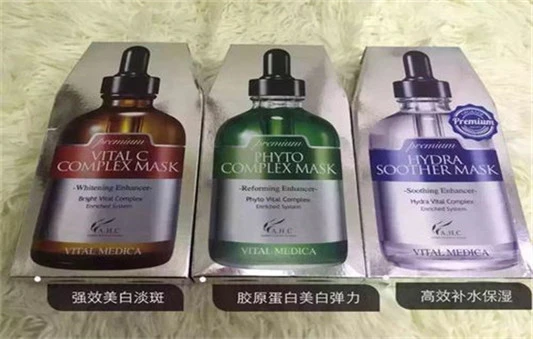 premium
VITAL C
COMPLEX MASK
-Whitening Enhancer-
Bright Vital Complex
Enriched System
A.H.C
VITAL MEDICA
强效美白淡斑
premium
PHYTO
COMPLEX MASK
-Reforming Enhancer-
Phyto Vital Complex
Enriched System
A.H.C
VITAL MEDICA
胶原蛋白美白弹力
Premium
premium
HYDRA
SOOTHER MASK
-Soothing Enhancer-
Hydra Vital Complex
Enriched System
A.H.C
VITAL MEDICA
高效补水保湿